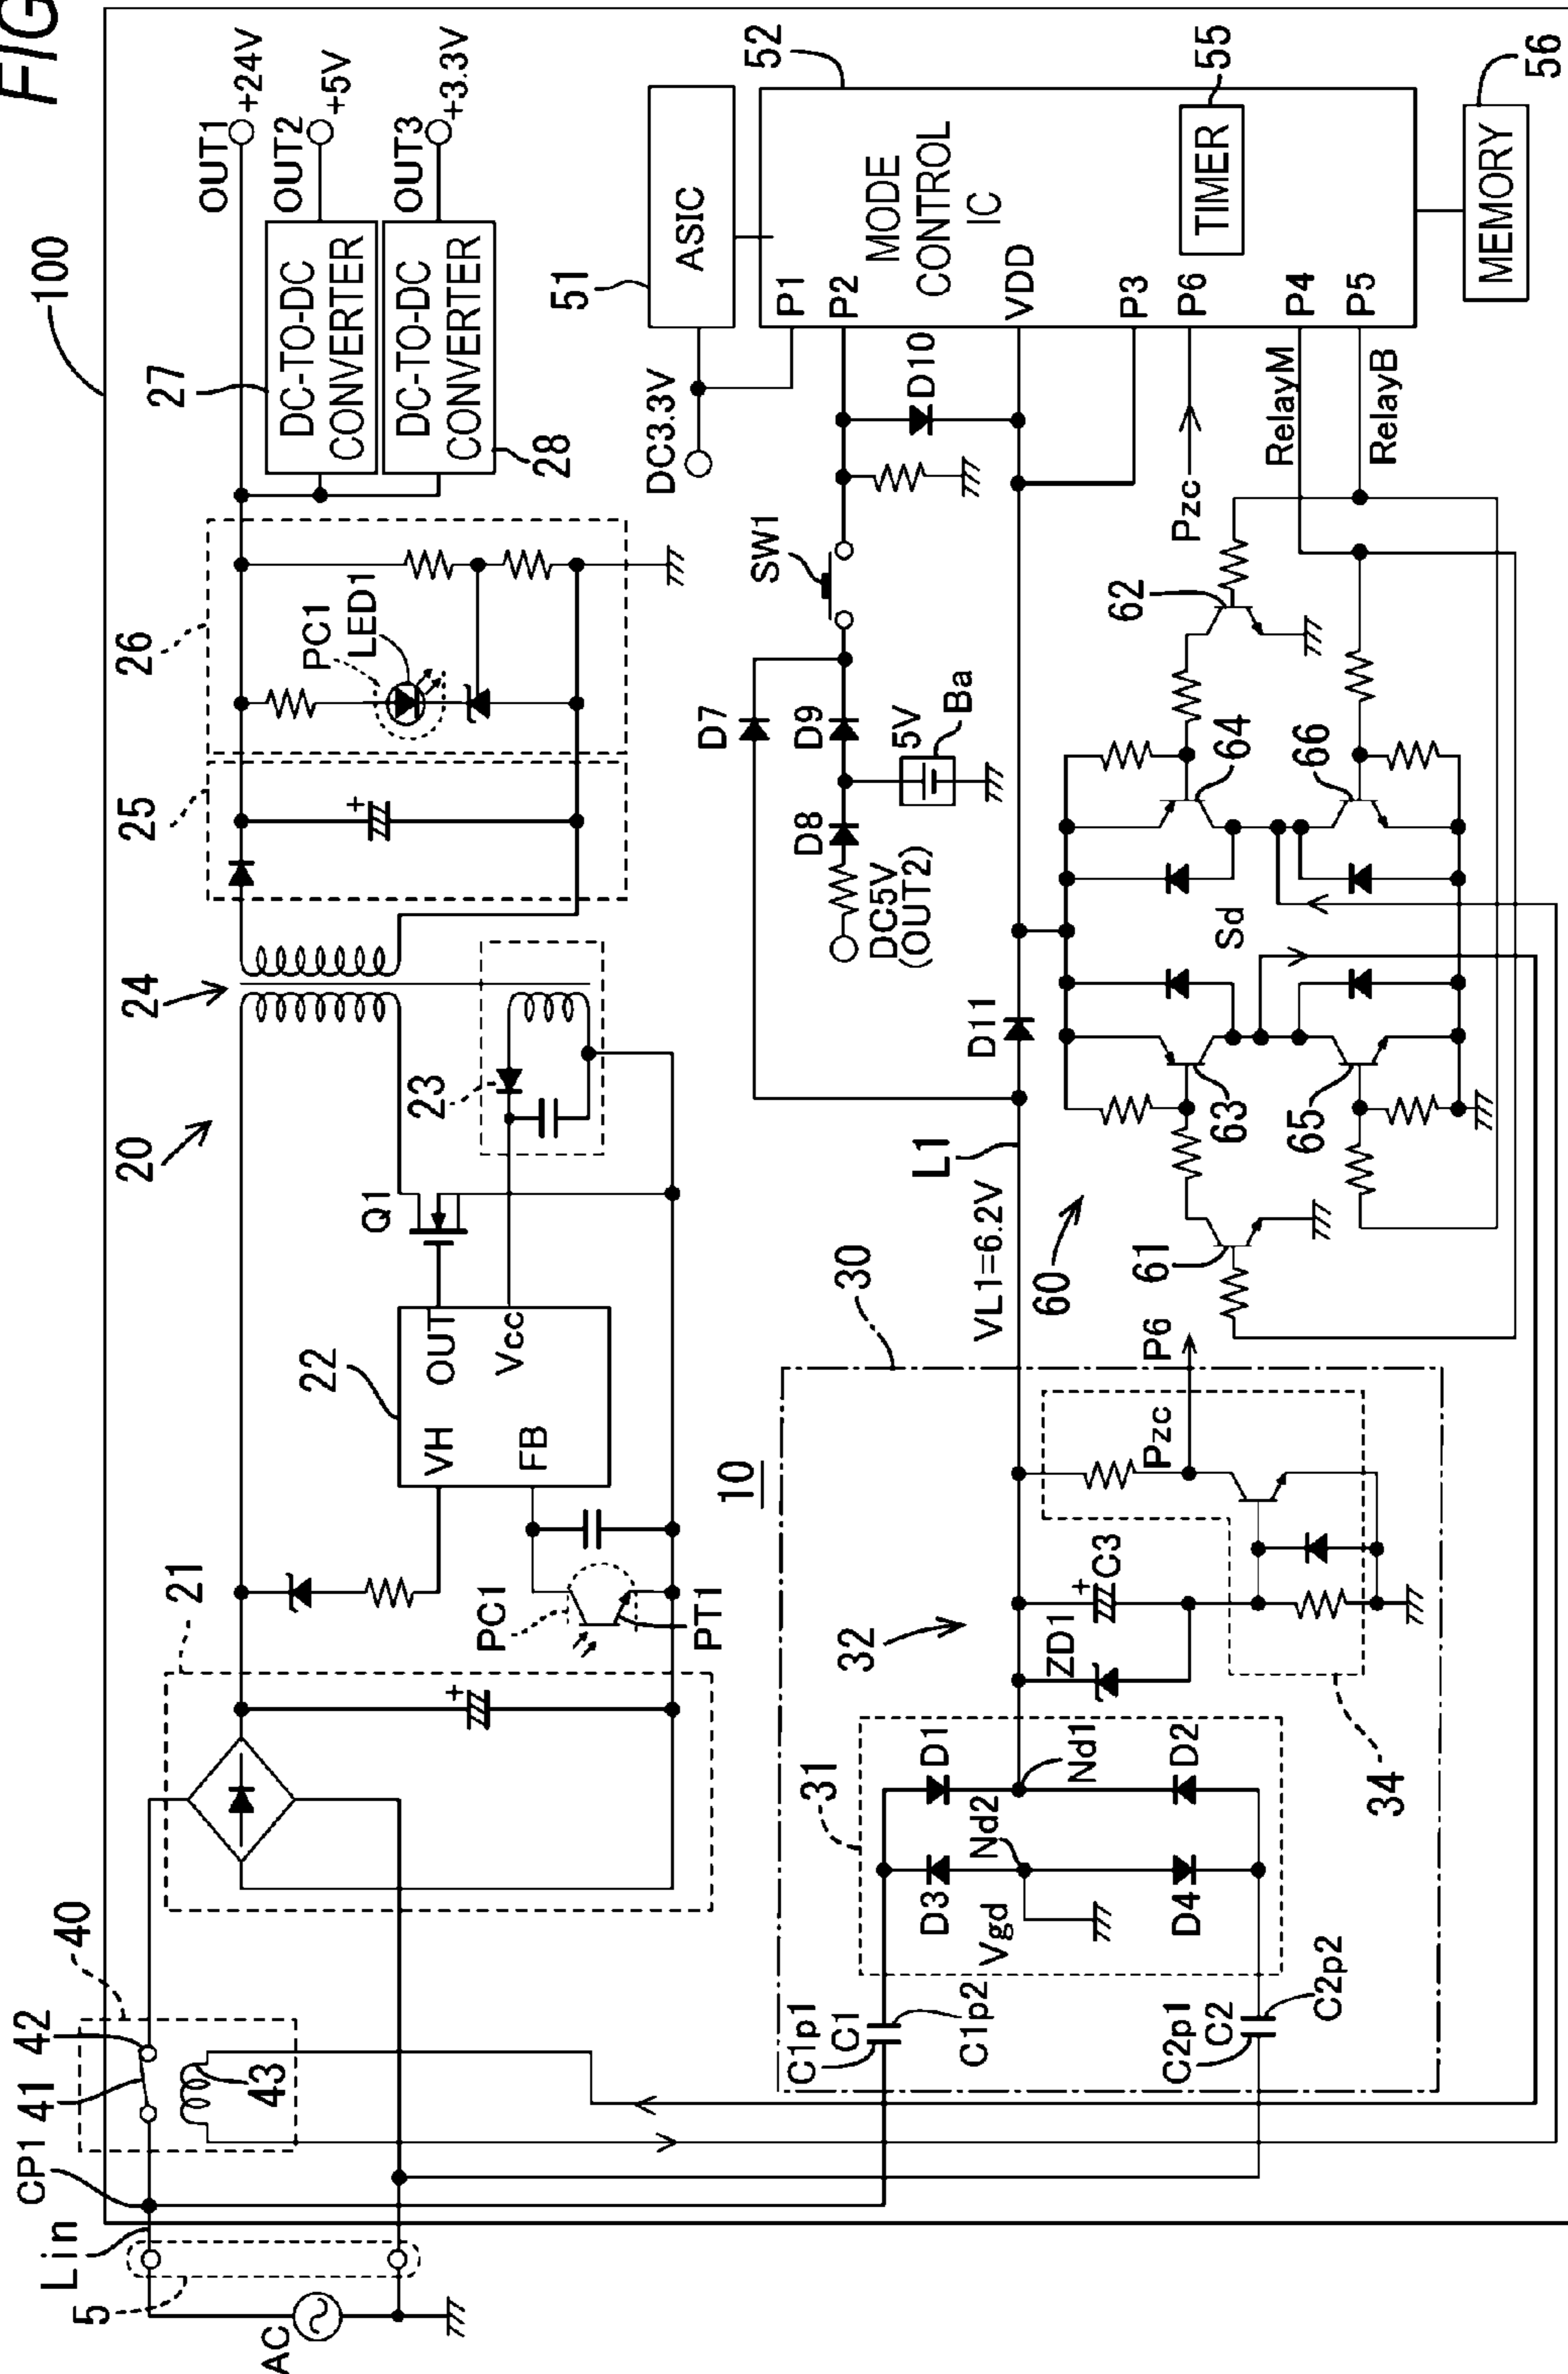 FIG
100
OUT1
+24V
OUT2
+5V
OUT3
+3.3V
27
DC-TO-DC
CONVERTER
DC-TO-DC
CONVERTER
28
26
PC1
LED1
25
24
20
23
Q1
22
OUT
Vcc
VH
FB
21
PC1
PT1
40
42
41
43
CP1
Lin
5
AC
10
51
ASIC
52
DC3.3V
P1
P2
MODE
CONTROL
IC
VDD
TIMER
55
P3
P6
P4
P5
MEMORY
56
D10
SW1
D7
D9
D8
5V
Ba
DC5V
(OUT2)
D11
L1
VL1=6.2V
Pzc
RelayM
RelayB
62
64
66
Sd
63
65
61
60
30
P6
Pzc
32
C3
ZD1
34
31
D1
D2
Nd1
Nd2
D3
D4
Vgd
C1p1
C1
C1p2
C2p1
C2
C2p2